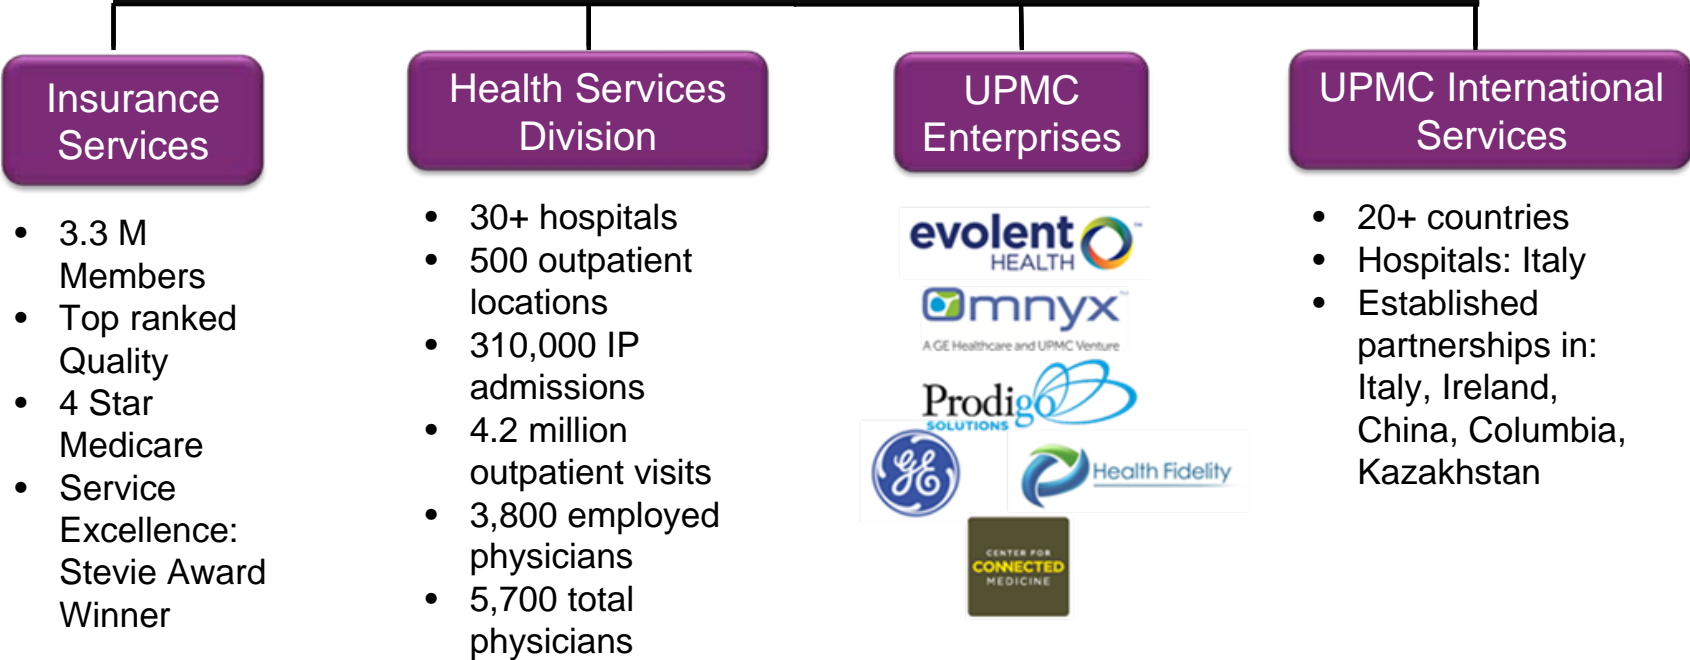 Insurance
Services
• 3.3 M
Members
• Top ranked
Quality
• 4 Star
Medicare
• Service
Excellence:
Stevie Award
Winner
Health Services
Division
• 30+ hospitals
• 500 outpatient
locations
• 310,000 IP
admissions
• 4.2 million
outpatient visits
• 3,800 employed
physicians
• 5,700 total
physicians
UPMC
Enterprises
evolent™
HEALTH
Omnyx™
A GE Healthcare and UPMC Venture
Prodigo
SOLUTIONS
GE
Health Fidelity
CENTER FOR
CONNECTED
MEDICINE
UPMC International
Services
• 20+ countries
• Hospitals: Italy
• Established
partnerships in:
Italy, Ireland,
China, Columbia,
Kazakhstan